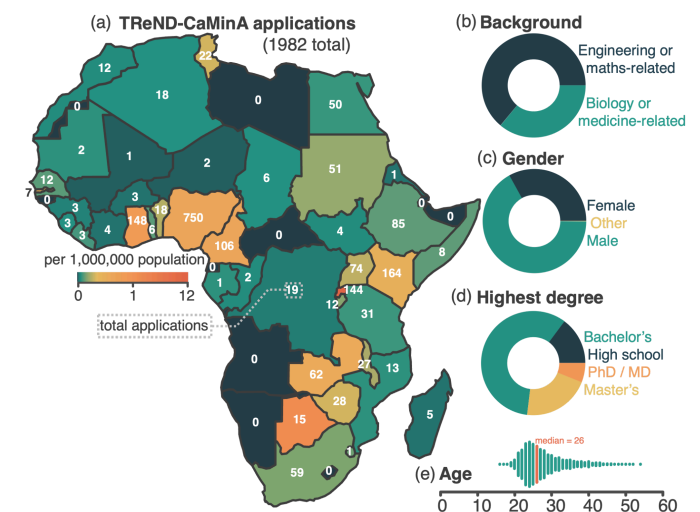 (a) TReND-CaMinA applications
(1982 total)
22
12
18
0
0
50
2
1
2
51
6
12
7
0
3
3
3
3
4
148
6
18
750
106
0
4
1
0
0
85
8
per 1,000,000 population
0 1 12
0
1
2
19
74
164
144
12
31
total applications
0
62
27
13
0
15
28
5
59
1
0
(b) Background
Engineering or
maths-related
Biology or
medicine-related
(c) Gender
Female
Other
Male
(d) Highest degree
Bachelor's
High school
PhD / MD
Master's
median = 26
(e) Age
0 10 20 30 40 50 60